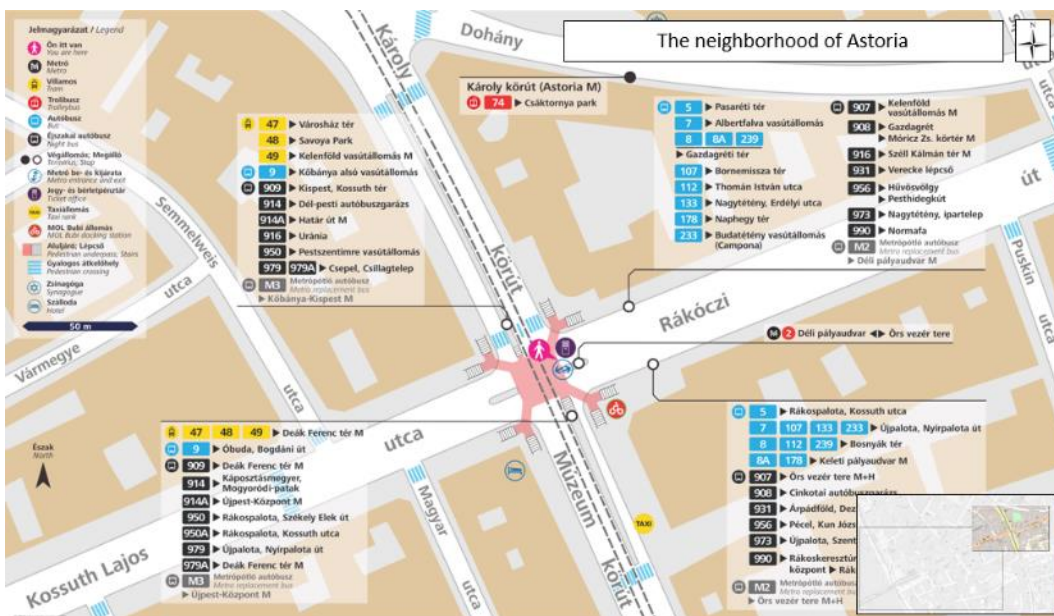 The neighborhood of Astoria
Jelmagyarázat / Legend
Ön itt van
You are here
Metró
Metro
Villamos
Tram
Trolibusz
Trolleybus
Autóbusz
Bus
Éjszakai autóbusz
Night bus
Végállomás; Megálló
Terminus; Stop
Metró be- és kijárata
Metro entrance and exit
Jegy- és bérletpénztár
Ticket office
TAXI
Taxiállomás
Taxi rank
MOL Bubi állomás
MOL Bubi docking station
Aluljáró; Lépcső
Pedestrian underpass; Stairs
Gyalogos átkelőhely
Pedestrian crossing
Zsinagóga
Synagogue
Szálloda
Hotel
50 m
Károly
Dohány
utca
Károly körút (Astoria M)
74 Csáktornya park
47 Városház tér
48 Savoya Park
49 Kelenföld vasútállomás M
9 Kőbánya alsó vasútállomás
909 Kispest, Kossuth tér
914 Dél-pesti autóbuszgarázs
914A Határ út M
916 Uránia
950 Pestszentimre vasútállomás
979 979A Csepel, Csillagtelep
M3 Metrópótló autóbusz
Metro replacement bus
Kőbánya-Kispest M
5 Pasaréti tér
7 Albertfalva vasútállomás
8 8A 239
Gazdagréti tér
107 Bornemissza tér
112 Thomán István utca
133 Nagytétény, Erdélyi utca
178 Naphegy tér
233 Budatétény vasútállomás
(Campona)
907 Kelenföld
vasútállomás M
908 Gazdagrét
Móricz Zs. körtér M
916 Széll Kálmán tér M
931 Verecke lépcső
956 Hűvösvölgy
Pesthidegkút
973 Nagytétény, ipartelep
990 Normafa
M2 Metrópótló autóbusz
Metro replacement bus
Déli pályaudvar M
út
Puskin
utca
Semmelweis
utca
Vármegye
utca
körút
Rákóczi
M 2 Déli pályaudvar Örs vezér tere
47 48 49 Deák Ferenc tér M
9 Óbuda, Bogdáni út
909 Deák Ferenc tér M
914 Káposztásmegyer,
Mogyoródi-patak
914A Újpest-Központ M
950 Rákospalota, Székely Elek út
950A Rákospalota, Kossuth utca
979 Újpalota, Nyírpalota út
979A Deák Ferenc tér M
M3 Metrópótló autóbusz
Metro replacement bus
Újpest-Központ M
5 Rákospalota, Kossuth utca
7 107 133 233 Újpalota, Nyírpalota út
8 112 239 Bosnyák tér
8A 178 Keleti pályaudvar M
907 Örs vezér tere M+H
908 Cinkotai autóbuszgarázs
931 Árpádföld,
956 Pécel, Kun
973 Újpalota,
990
központ
M2 Metrópótló
Metro replacement bus
Örs vezér tere M+H
Észak
North
utca
Magyar
utca
Múzeum
körút
TAXI
Kossuth Lajos